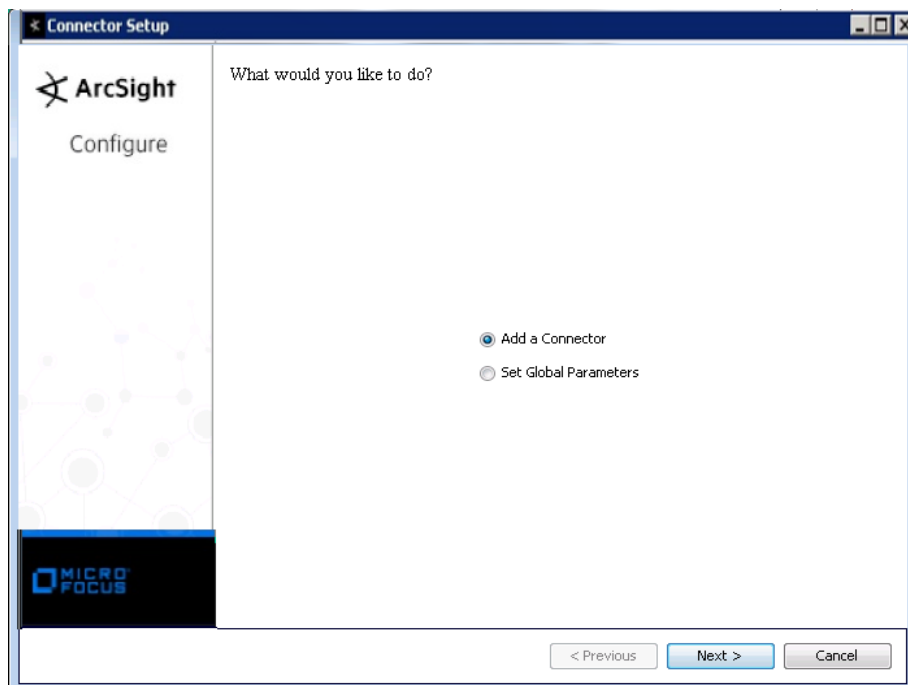 Connector Setup
ArcSight
Configure
What would you like to do?
Add a Connector
Set Global Parameters
MICRO
FOCUS
< Previous
Next >
Cancel